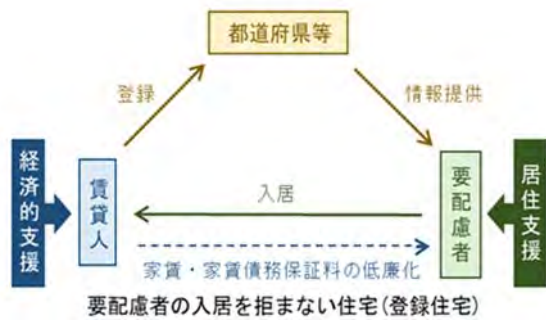 都道府県等
登録
情報提供
経済的支援
賃貸人
入居
要配慮者
居住支援
家賃・家賃債務保証料の低廉化
要配慮者の入居を拒まない住宅(登録住宅)